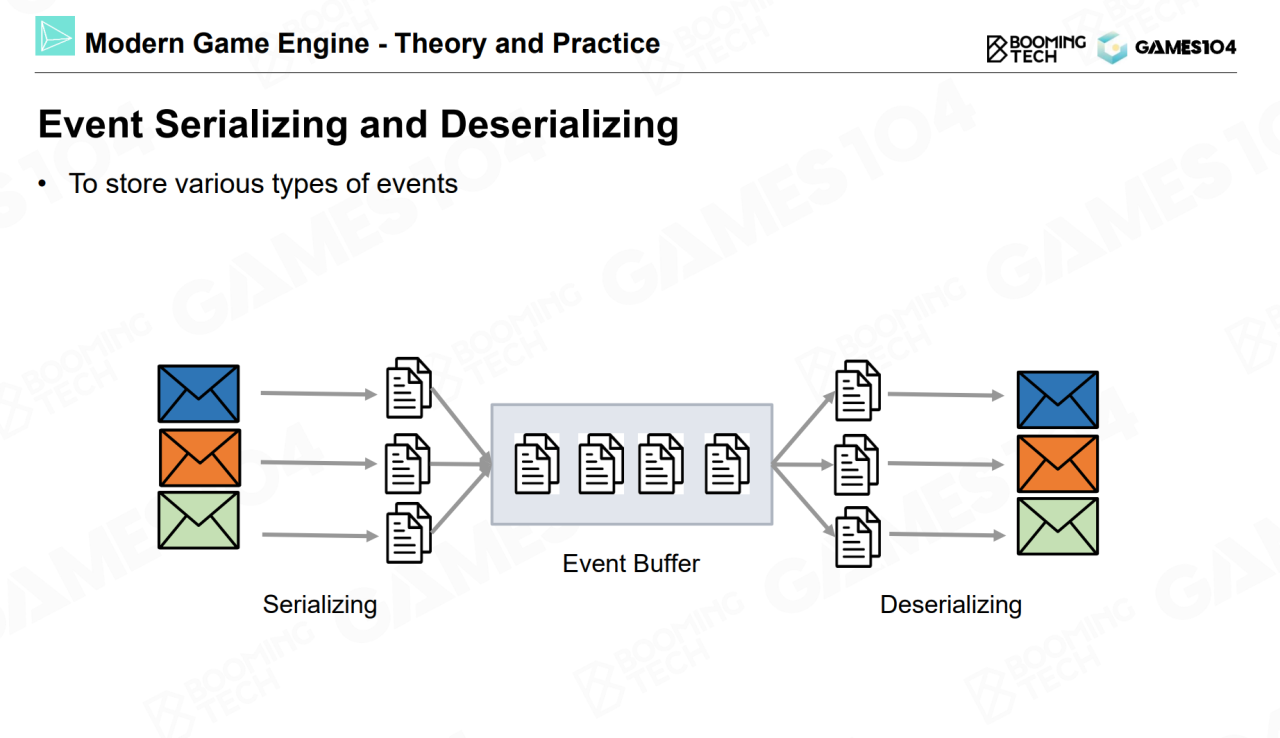 Modern Game Engine - Theory and Practice
BOOMING
TECH
GAMES104
Event Serializing and Deserializing
• To store various types of events
Event Buffer
Serializing
Deserializing